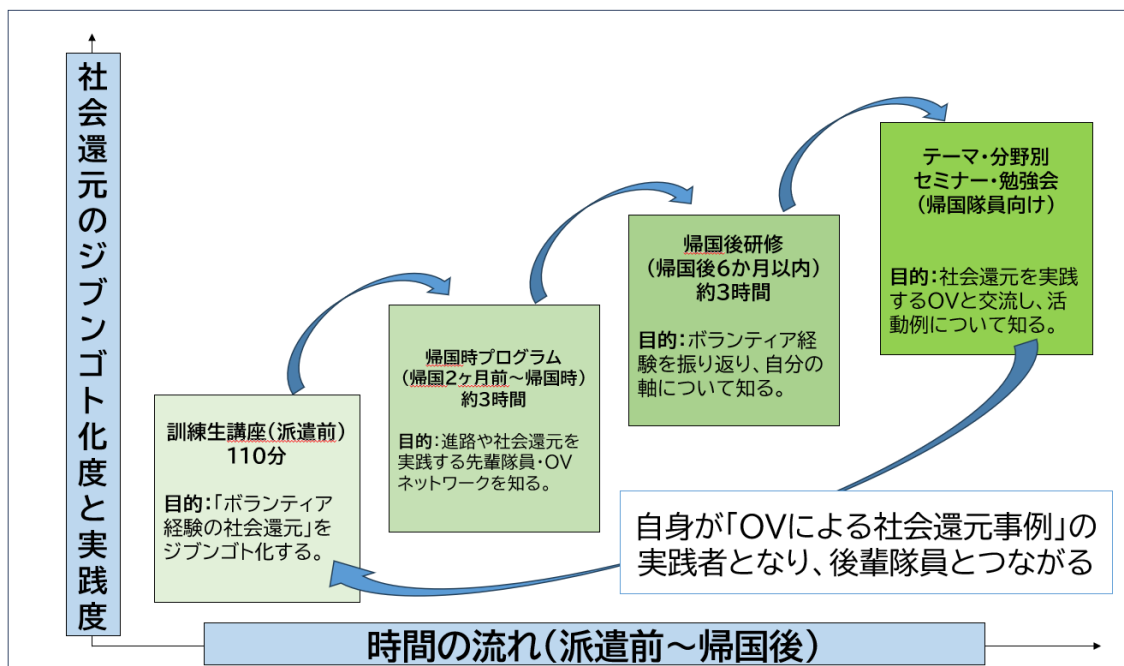 社会還元のジブンゴト化度と実践度
訓練生講座(派遣前)
110分
目的:「ボランティア
経験の社会還元」を
ジブンゴト化する。
帰国時プログラム
(帰国2ヶ月前~帰国時)
約3時間
目的:進路や社会還元を
実践する先輩隊員・OV
ネットワークを知る。
帰国後研修
(帰国後6か月以内)
約3時間
目的:ボランティア経
験を振り返り、自分の
軸について知る。
テーマ・分野別
セミナー・勉強会
(帰国隊員向け)
目的:社会還元を実践
するOVと交流し、活
動例について知る。
自身が「OVによる社会還元事例」の
実践者となり、後輩隊員とつながる
時間の流れ(派遣前~帰国後)